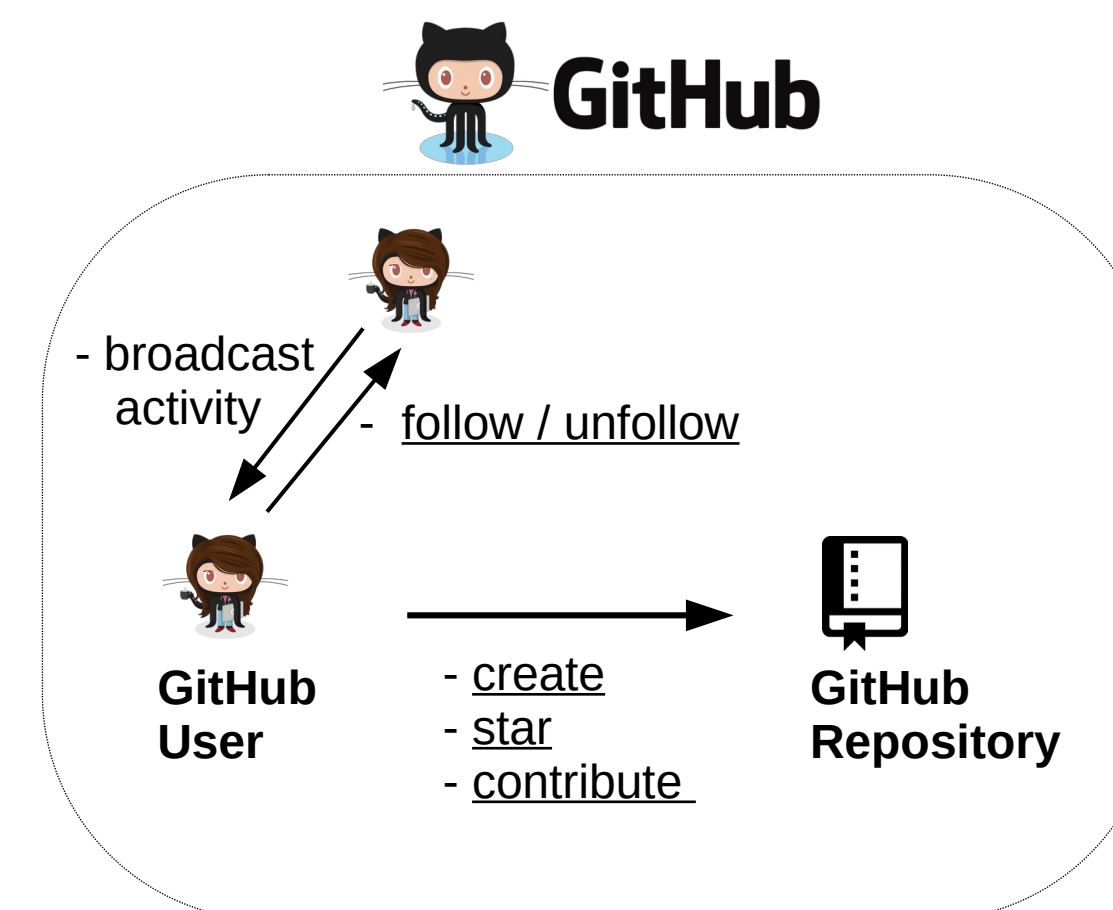 GitHub
- broadcast
activity
- follow / unfollow
GitHub
User
- create
- star
- contribute
GitHub
Repository